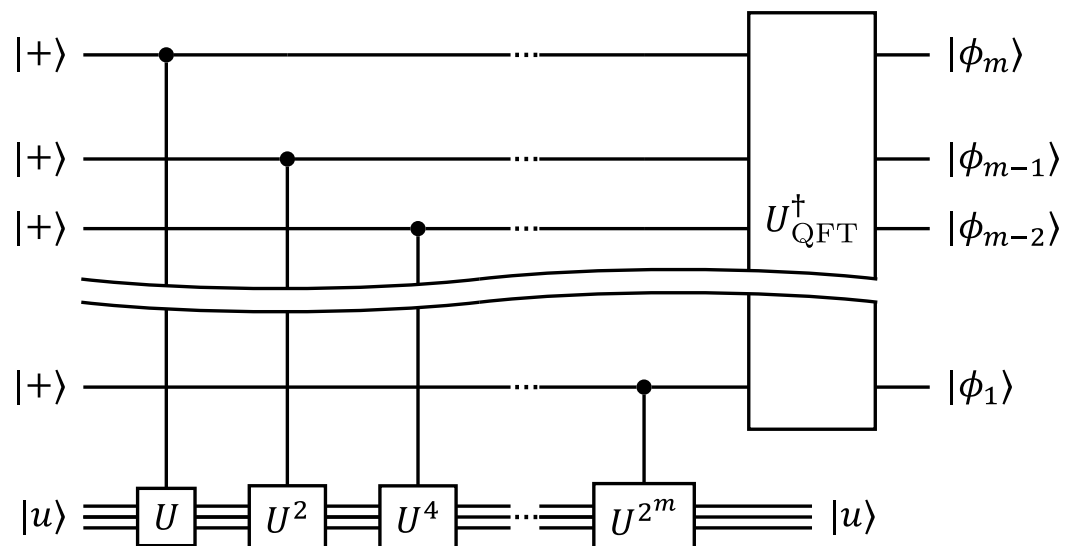 |+⟩ ... |ϕₘ⟩
|+⟩ ... |ϕₘ₋₁⟩
|+⟩ ... U†QFT |ϕₘ₋₂⟩
|+⟩ ... |ϕ₁⟩
|u⟩ U U² U⁴ ... U^2^m |u⟩